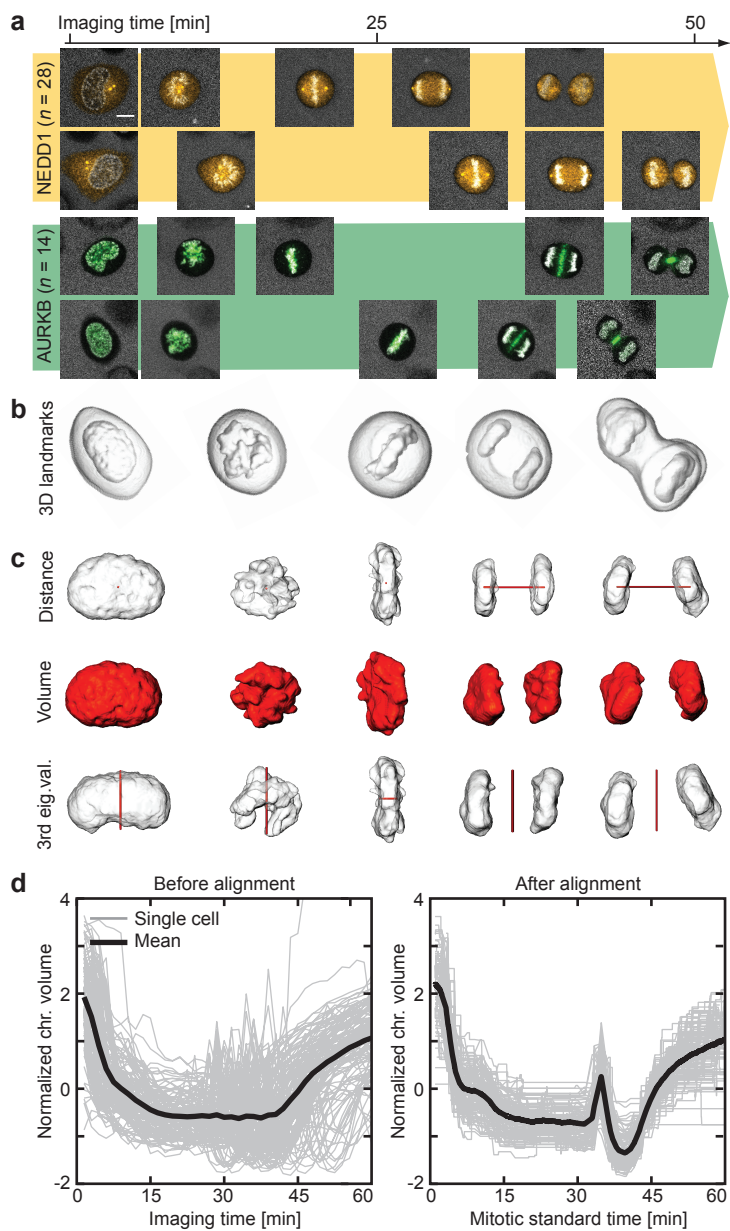 a
Imaging time [min]
25
50
NEDD1 (n = 28)
AURKB (n = 14)
b
3D landmarks
c
Distance
Volume
3rd eig.val.
d
Before alignment
After alignment
Single cell
Mean
Normalized chr. volume
4
2
0
-2
0
15
30
45
60
Imaging time [min]
Normalized chr. volume
4
2
0
-2
0
15
30
45
60
Mitotic standard time [min]